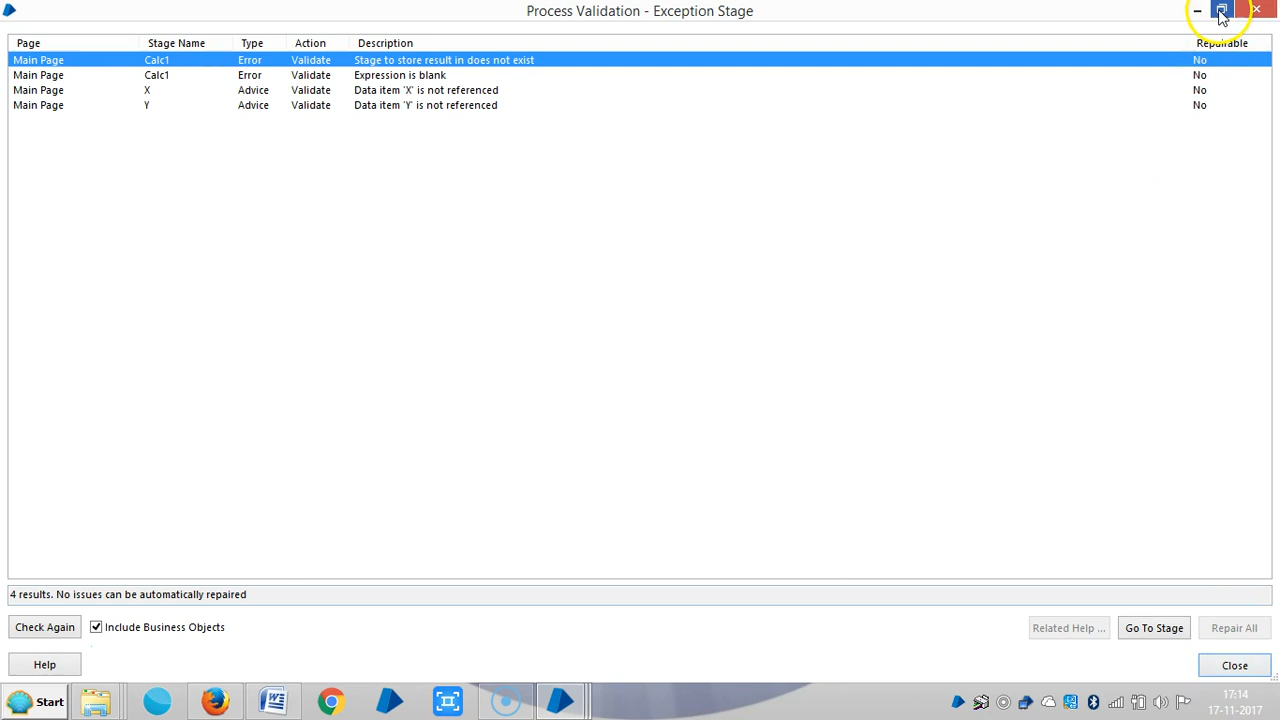 Process Validation - Exception Stage
Page Stage Name Type Action Description Repairable
Main Page Calc1 Error Validate Stage to store result in does not exist No
Main Page Calc1 Error Validate Expression is blank No
Main Page X Advice Validate Data item 'X' is not referenced No
Main Page Y Advice Validate Data item 'Y' is not referenced No
4 results. No issues can be automatically repaired
Check Again Include Business Objects Related Help ... Go To Stage Repair All
Help Close
Start 17:14
17-11-2017